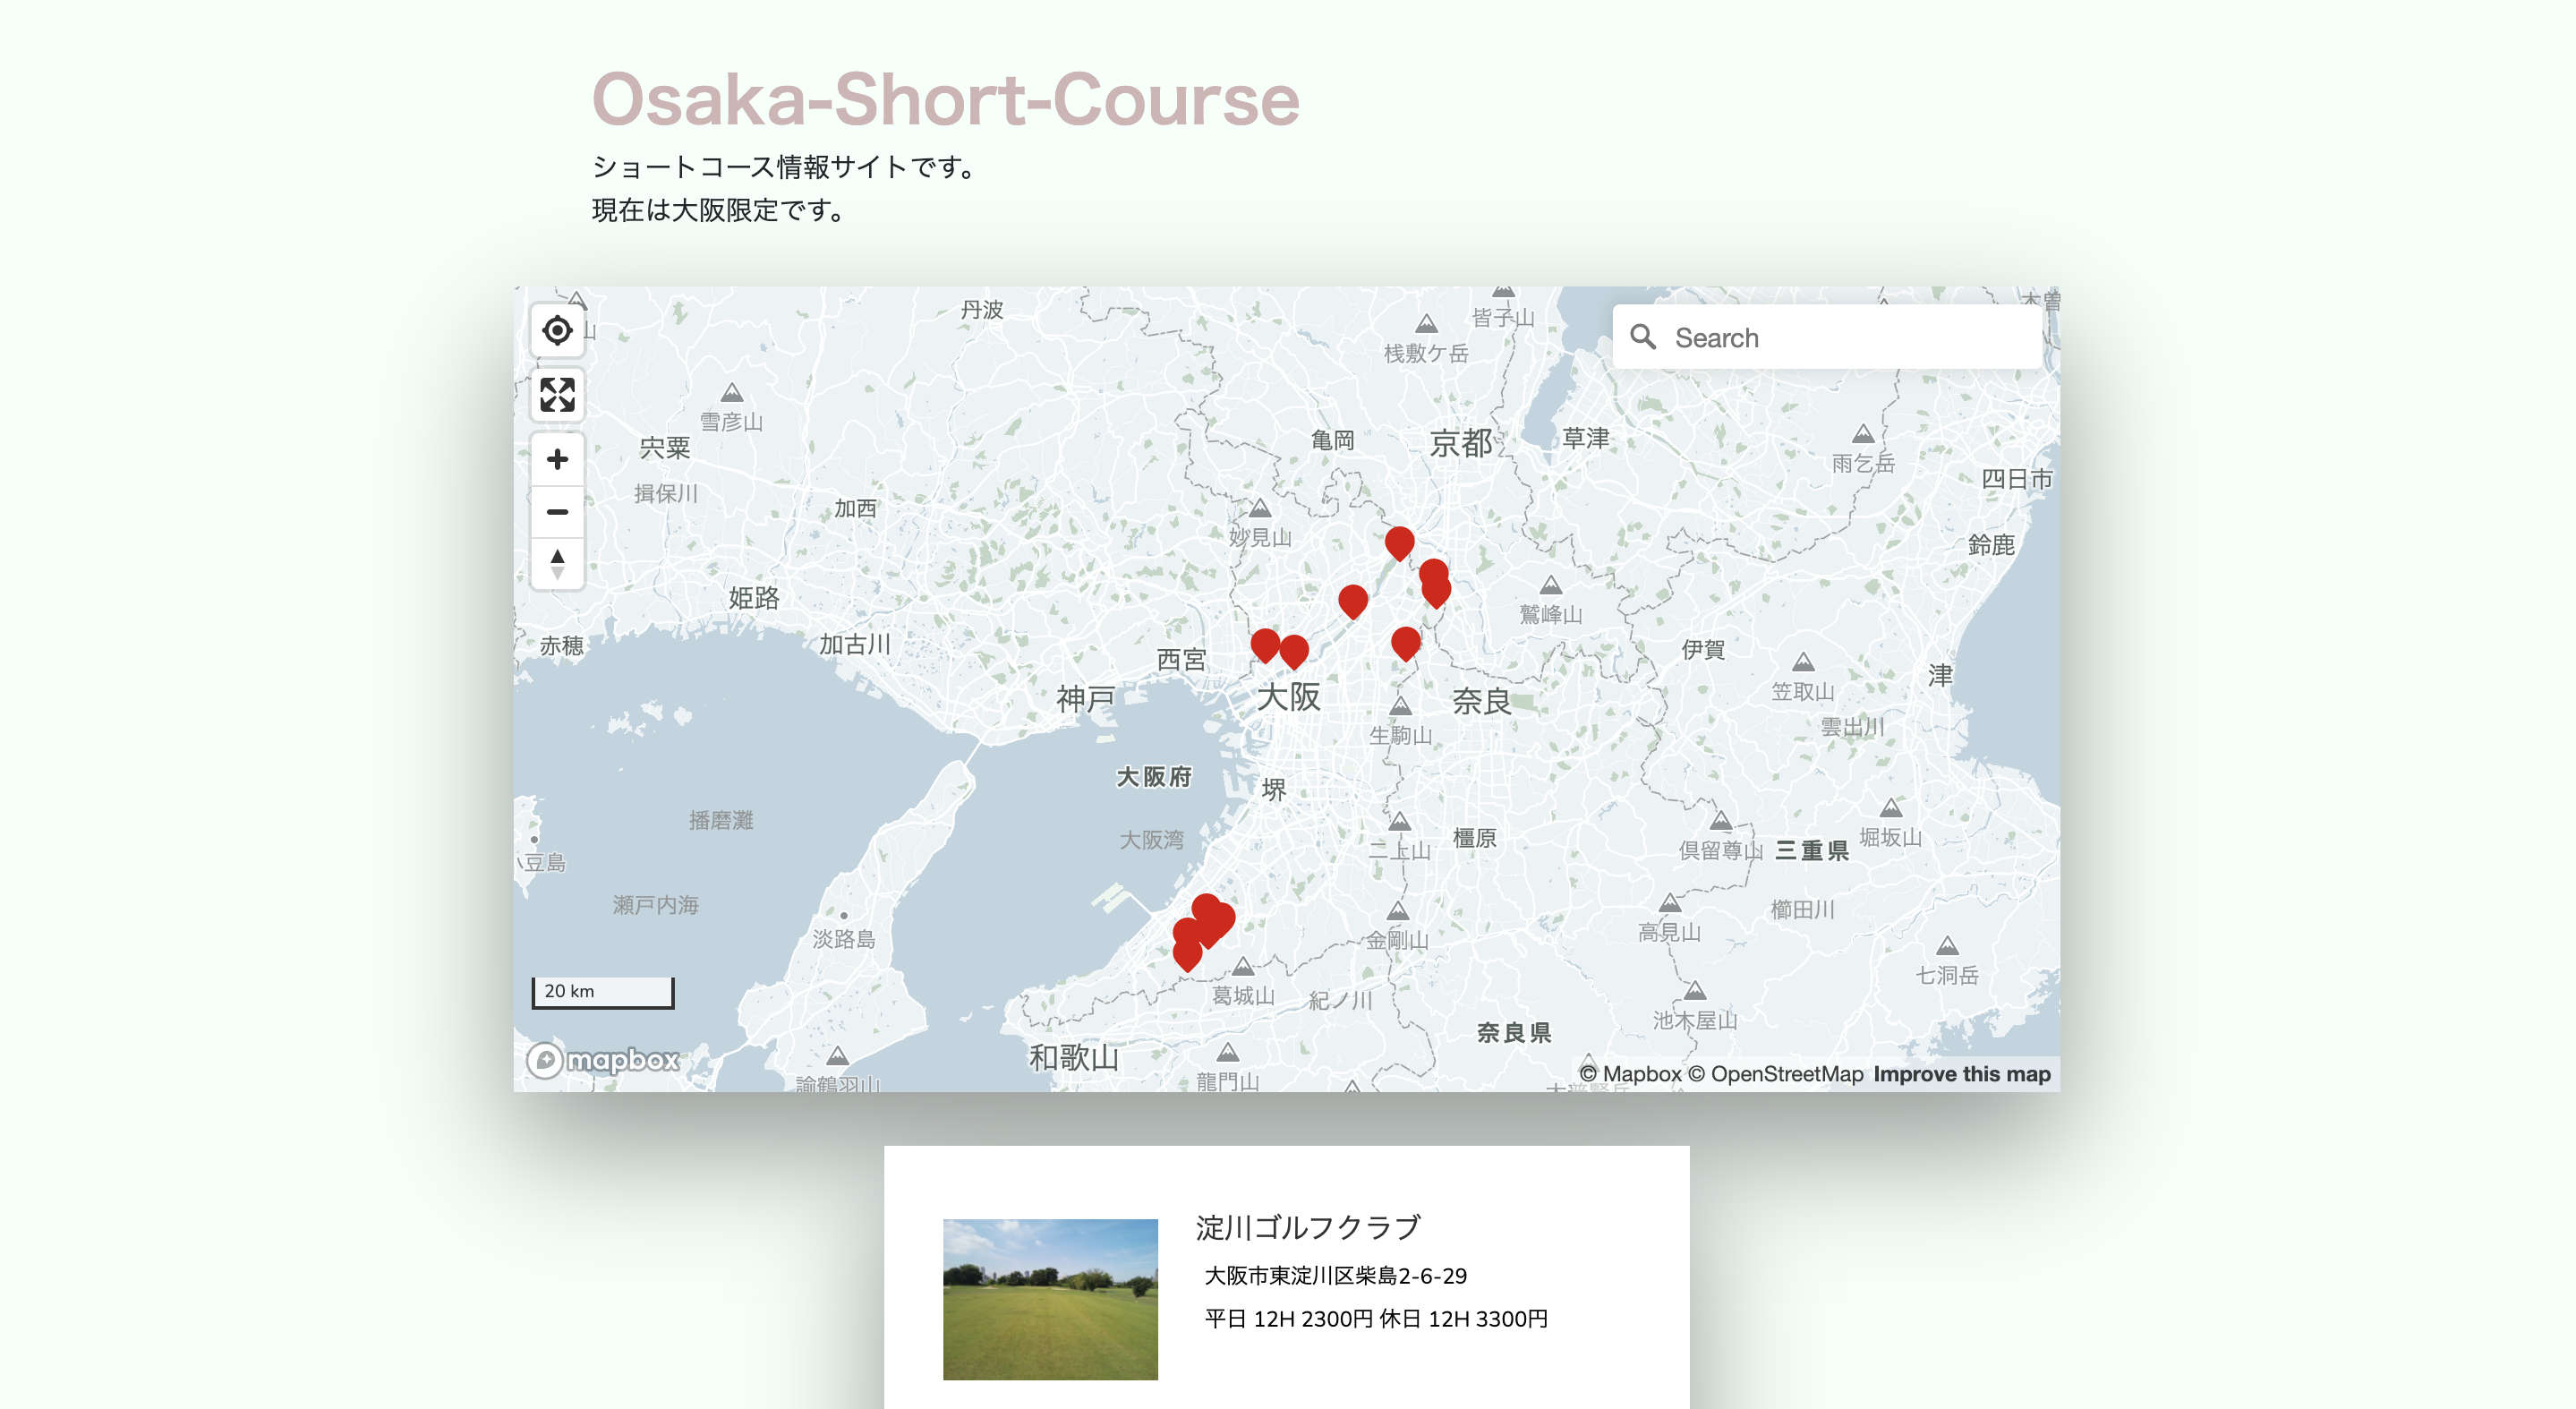 Osaka-Short-Course
ショートコース情報サイトです。
現在は大阪限定です。
丹波
皆子山
Search
桟敷ケ岳
雪彦山
宍粟
亀岡
京都
草津
雨乞岳
四日市
揖保川
加西
妙見山
鈴鹿
姫路
鷲峰山
赤穂
加古川
西宮
伊賀
津
神戸
大阪
奈良
笠取山
雲出川
生駒山
大阪府
堺
播磨灘
大阪湾
二上山
橿原
倶留尊山
三重県
堀坂山
小豆島
瀬戸内海
淡路島
金剛山
高見山
櫛田川
七洞岳
20 km
葛城山
紀ノ川
池木屋山
奈良県
和歌山
mapbox
諭鶴羽山
龍門山
© Mapbox © OpenStreetMap Improve this map
淀川ゴルフクラブ
大阪市東淀川区柴島2-6-29
平日 12H 2300円 休日 12H 3300円